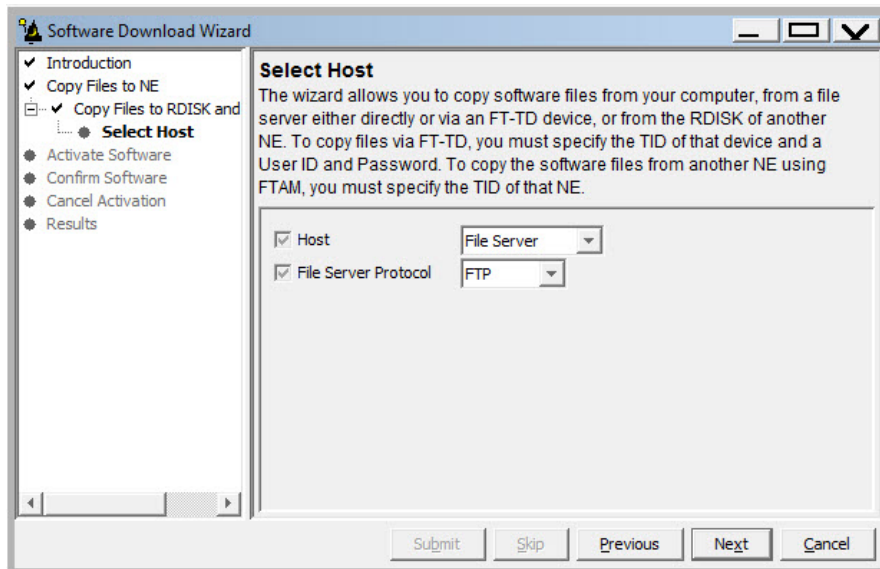 Software Download Wizard
Introduction
Copy Files to NE
Copy Files to RDISK and
Select Host
Activate Software
Confirm Software
Cancel Activation
Results
Select Host
The wizard allows you to copy software files from your computer, from a file
server either directly or via an FT-TD device, or from the RDISK of another
NE. To copy files via FT-TD, you must specify the TID of that device and a
User ID and Password. To copy the software files from another NE using
FTAM, you must specify the TID of that NE.
Host File Server
File Server Protocol FTP
Submit Skip Previous Next Cancel